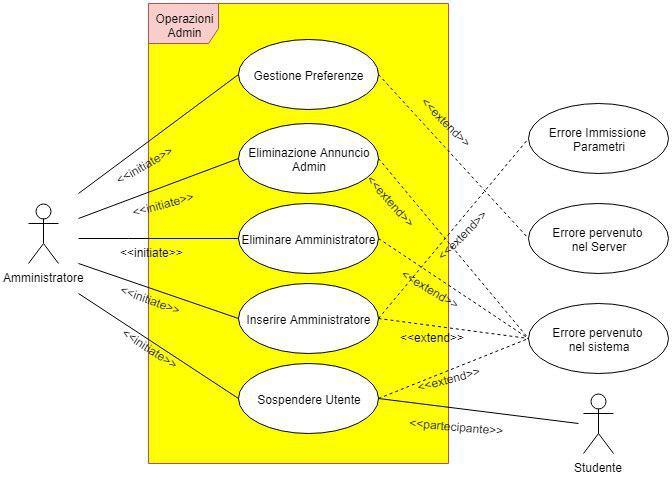 Operazioni
Admin
Gestione Preferenze
<<extend>>
Errore Immissione
Parametri
Eliminazione Annuncio
Admin
<<initiate>>
<<initiate>>
<<extend>>
<<extend>>
Errore pervenuto
nel Server
Eliminare Amministratore
<<initiate>>
Amministratore
<<extend>>
<<initiate>>
Inserire Amministratore
<<extend>>
Errore pervenuto
nel sistema
<<initiate>>
<<extend>>
Sospendere Utente
<<partecipante>>
Studente